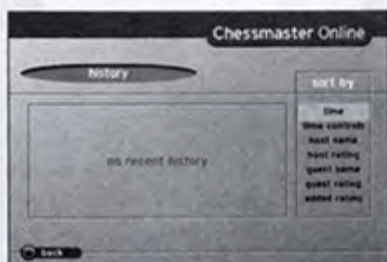 Chessmaster Online
history
sort by
no recent history
time
time controls
host name
host rating
guest name
guest rating
added rating
back